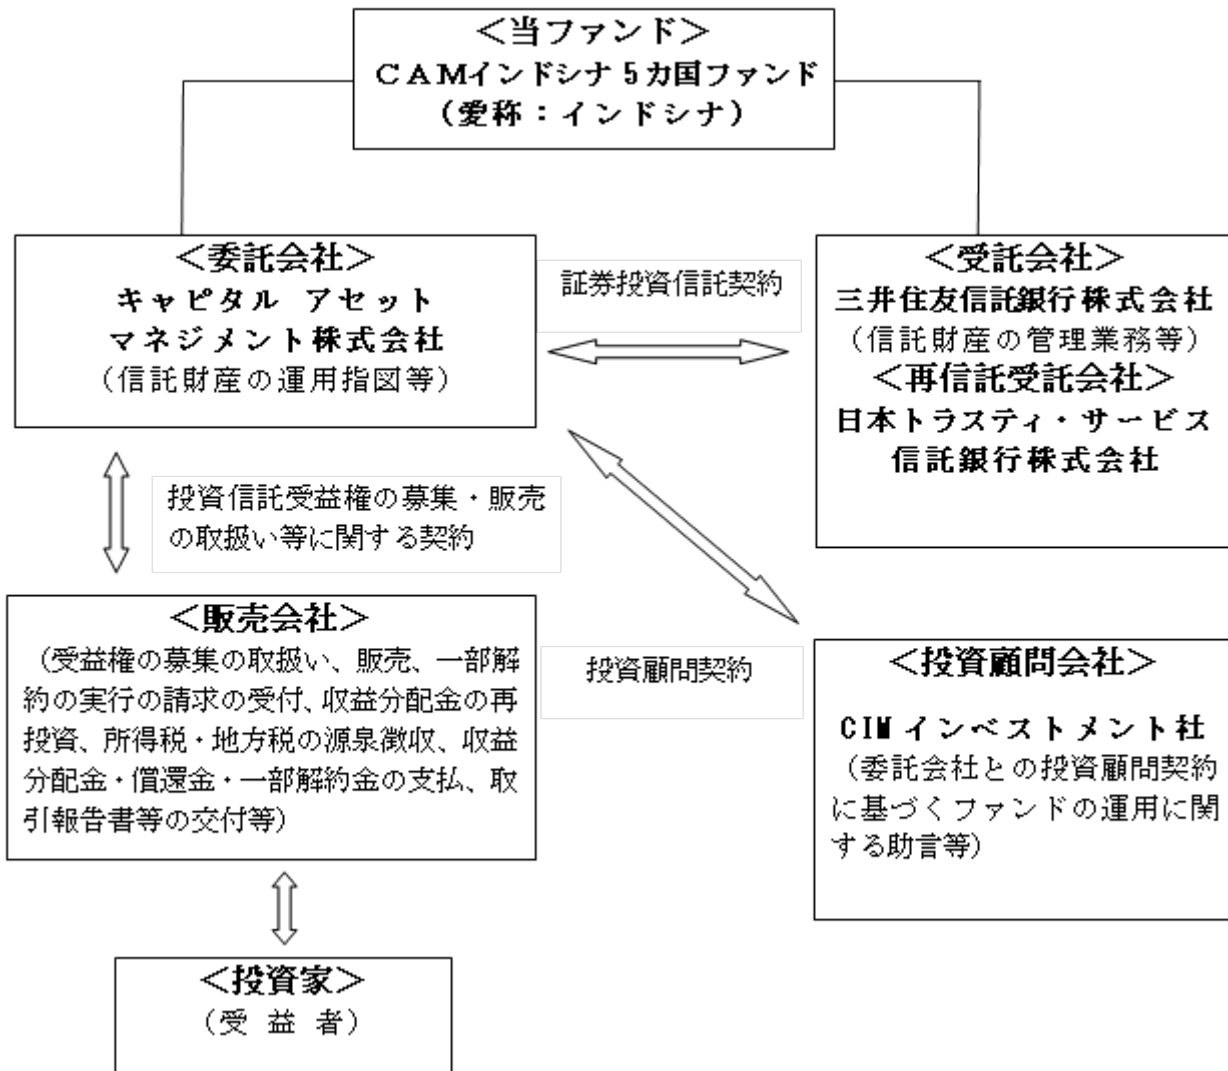 ＜当ファンド＞
ＣＡＭインドシナ５カ国ファンド
（愛称：インドシナ）
＜委託会社＞
キャピタル アセット
マネジメント株式会社
（信託財産の運用指図等）
証券投資信託契約
＜受託会社＞
三井住友信託銀行株式会社
（信託財産の管理業務等）
＜再信託受託会社＞
日本トラスティ・サービス
信託銀行株式会社
投資信託受益権の募集・販売
の取扱い等に関する契約
＜販売会社＞
（受益権の募集の取扱い、販売、一部解
約の実行の請求の受付、収益分配金の再
投資、所得税・地方税の源泉徴収、収益
分配金・償還金・一部解約金の支払、取
引報告書等の交付等）
投資顧問契約
＜投資顧問会社＞
CIMインベストメント社
（委託会社との投資顧問契約
に基づくファンドの運用に関
する助言等）
＜投資家＞
（受 益 者）